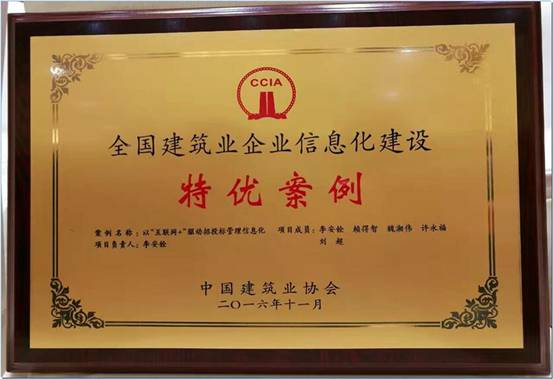 CCIA
全国建筑业企业信息化建设
特优案例
案例名称：以"互联网+"驱动招投标管理信息化 项目成员：李安铨 赖得智 魏潮伟 许永福
项目负责人：李安铨 刘超
中国建筑业协会
二〇一六年十一月